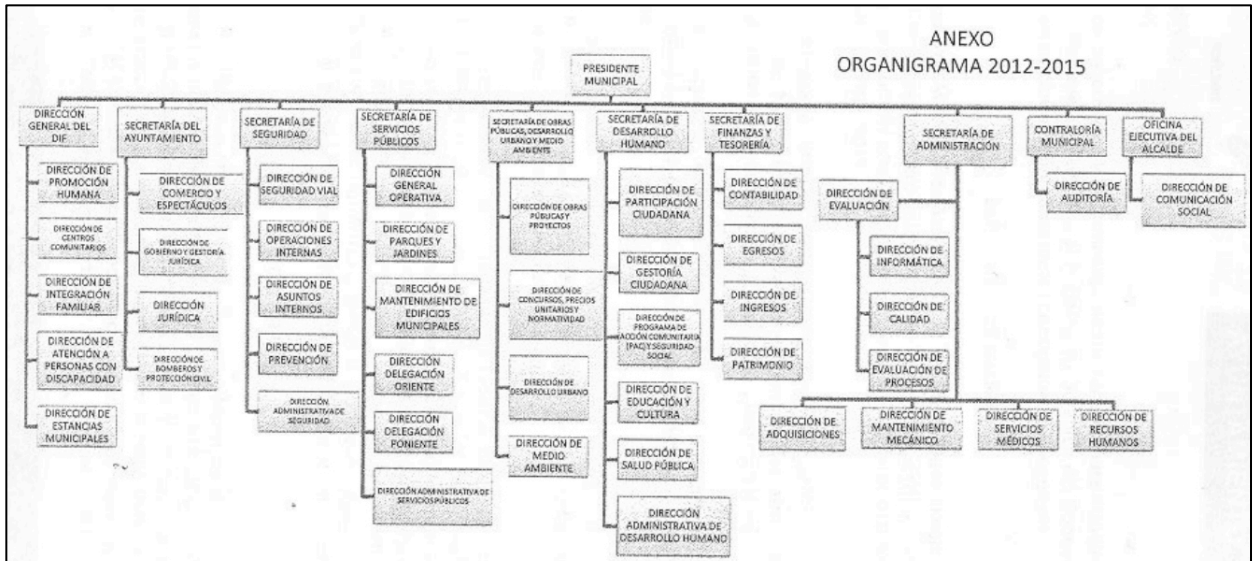 ANEXO
ORGANIGRAMA 2012-2015
PRESIDENTE
MUNICIPAL
DIRECCIÓN
GENERAL DEL
DIF
DIRECCIÓN DE
PROMOCIÓN
HUMANA
DIRECCIÓN DE
CENTROS
COMUNITARIOS
DIRECCIÓN DE
INTEGRACIÓN
FAMILIAR
DIRECCIÓN DE
ATENCIÓN A
PERSONAS CON
DISCAPACIDAD
DIRECCIÓN DE
ESTANCIAS
MUNICIPALES
SECRETARÍA DEL
AYUNTAMIENTO
DIRECCIÓN DE
COMERCIO Y
ESPECTÁCULOS
DIRECCIÓN DE
GOBIERNO Y GESTORÍA
JURÍDICA
DIRECCIÓN
JURÍDICA
DIRECCIÓN DE
BOMBEROS Y
PROTECCIÓN CIVIL
SECRETARÍA DE
SEGURIDAD
DIRECCIÓN DE
SEGURIDAD VIAL
DIRECCIÓN DE
OPERACIONES
INTERNAS
DIRECCIÓN DE
ASUNTOS
INTERNOS
DIRECCIÓN DE
PREVENCIÓN
DIRECCIÓN
ADMINISTRATIVA DE
SEGURIDAD
SECRETARÍA DE
SERVICIOS
PÚBLICOS
DIRECCIÓN
GENERAL
OPERATIVA
DIRECCIÓN DE
PARQUES Y
JARDINES
DIRECCIÓN DE
MANTENIMIENTO DE
EDIFICIOS
MUNICIPALES
DIRECCIÓN
DELEGACIÓN
ORIENTE
DIRECCIÓN
DELEGACIÓN
PONIENTE
DIRECCIÓN ADMINISTRATIVA DE
SERVICIOS PÚBLICOS
SECRETARÍA DE OBRAS
PÚBLICAS, DESARROLLO
URBANO Y MEDIO
AMBIENTE
DIRECCIÓN DE OBRAS
PÚBLICAS Y
PROYECTOS
DIRECCIÓN DE
CONCURSOS, PRECIOS
UNITARIOS Y
NORMATIVIDAD
DIRECCIÓN DE
DESARROLLO URBANO
DIRECCIÓN DE
MEDIO
AMBIENTE
SECRETARÍA DE
DESARROLLO
HUMANO
DIRECCIÓN DE
PARTICIPACIÓN
CIUDADANA
DIRECCIÓN DE
GESTORÍA
CIUDADANA
DIRECCIÓN DE
PROGRAMA DE
ACCIÓN COMUNITARIA
(PAC) Y SEGURIDAD
SOCIAL
DIRECCIÓN DE
EDUCACIÓN Y
CULTURA
DIRECCIÓN DE
SALUD PÚBLICA
DIRECCIÓN
ADMINISTRATIVA DE
DESARROLLO HUMANO
SECRETARÍA DE
FINANZAS Y
TESORERÍA
DIRECCIÓN DE
CONTABILIDAD
DIRECCIÓN DE
EGRESOS
DIRECCIÓN DE
INGRESOS
DIRECCIÓN DE
PATRIMONIO
SECRETARÍA DE
ADMINISTRACIÓN
DIRECCIÓN DE
EVALUACIÓN
DIRECCIÓN DE
INFORMÁTICA
DIRECCIÓN DE
CALIDAD
DIRECCIÓN DE
EVALUACIÓN
DE PROCESOS
DIRECCIÓN DE
ADQUISICIONES
DIRECCIÓN DE
MANTENIMIENTO
MECÁNICO
DIRECCIÓN DE
SERVICIOS
MÉDICOS
DIRECCIÓN DE
RECURSOS
HUMANOS
CONTRALORÍA
MUNICIPAL
DIRECCIÓN DE
AUDITORÍA
OFICINA
EJECUTIVA DEL
ALCALDE
DIRECCIÓN DE
COMUNICACIÓN
SOCIAL